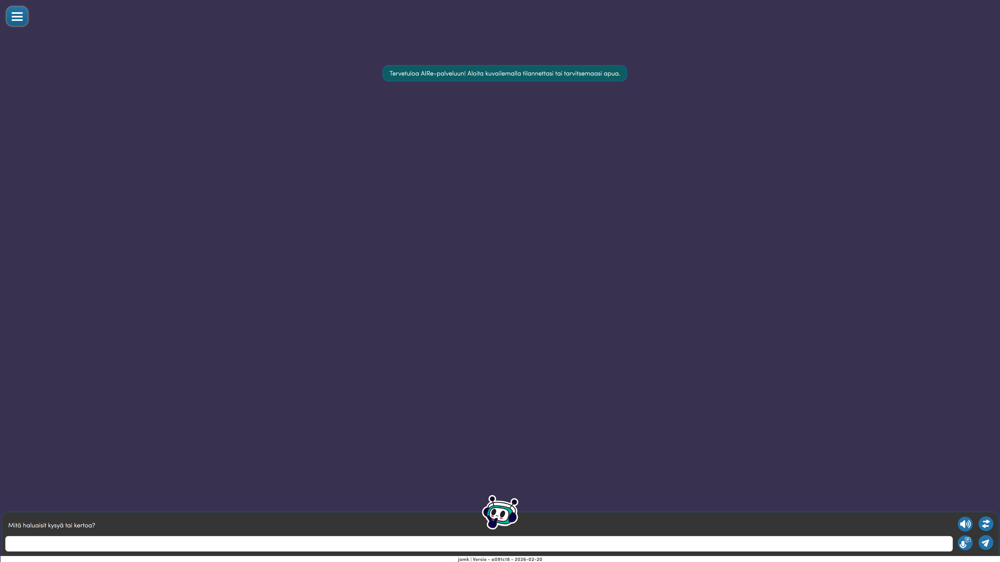 Tervetuloa AIRe-palveluun! Aloita kuvailemalla tilannettasi tai tarvitsemaasi apua.
Mitä haluaisit kysyä tai kertoa?
jamk | Versio - a091c18 - 2026-02-20